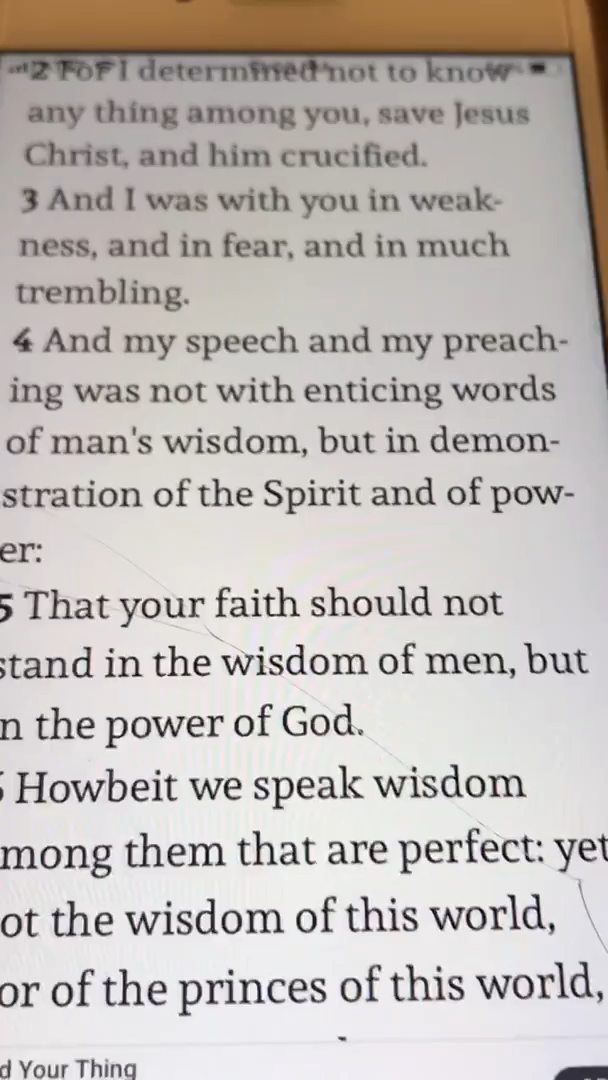 2 For I determined not to know
any thing among you, save Jesus
Christ, and him crucified.
3 And I was with you in weak-
ness, and in fear, and in much
trembling.
4 And my speech and my preach-
ing was not with enticing words
of man's wisdom, but in demon-
stration of the Spirit and of pow-
er:
5 That your faith should not
stand in the wisdom of men, but
n the power of God.
Howbeit we speak wisdom
mong them that are perfect: yet
ot the wisdom of this world,
or of the princes of this world,
d Your Thing